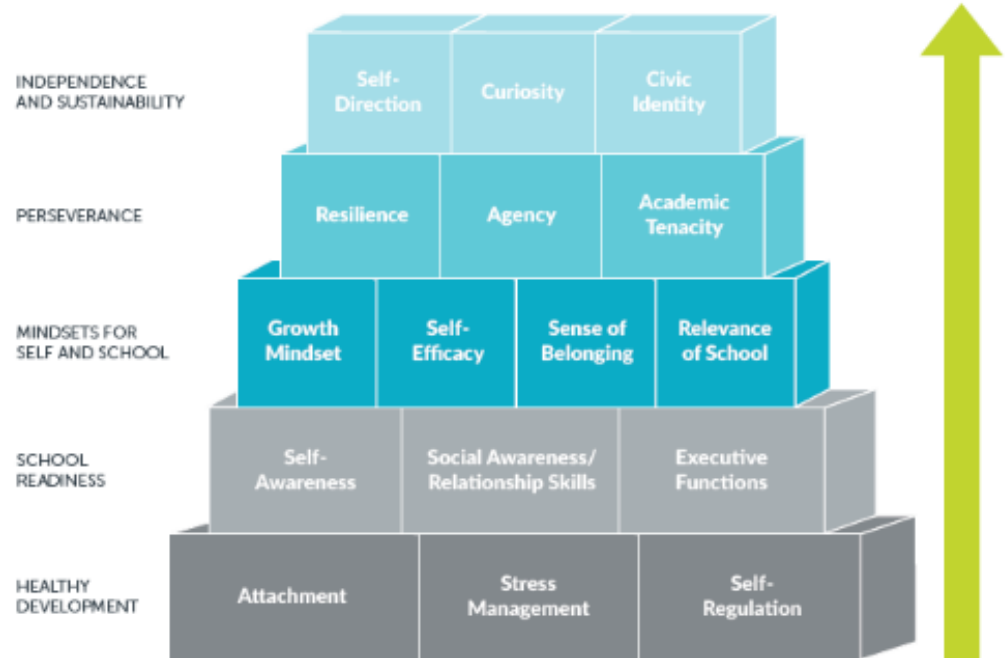 INDEPENDENCE
AND SUSTAINABILITY
Self-
Direction
Curiosity
Civic
Identity
PERSEVERANCE
Resilience
Agency
Academic
Tenacity
MINDSETS FOR
SELF AND SCHOOL
Growth
Mindset
Self-
Efficacy
Sense of
Belonging
Relevance
of School
SCHOOL
READINESS
Self-
Awareness
Social Awareness/
Relationship Skills
Executive
Functions
HEALTHY
DEVELOPMENT
Attachment
Stress
Management
Self-
Regulation